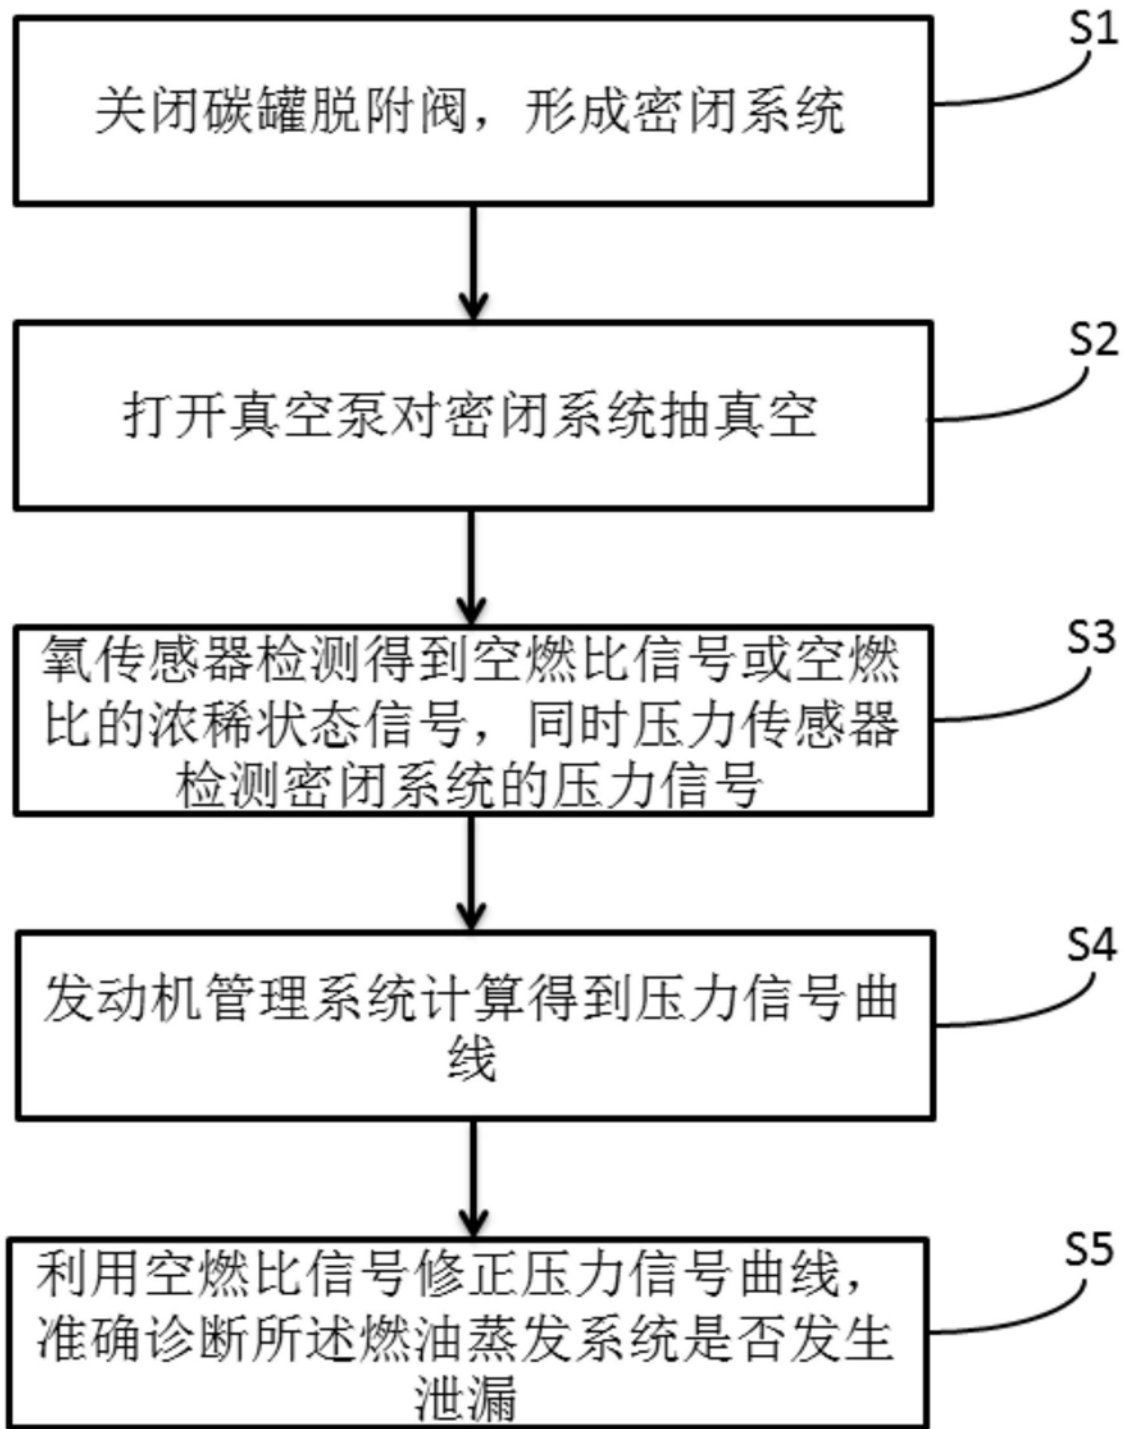 S1
关闭碳罐脱附阀，形成密闭系统
S2
打开真空泵对密闭系统抽真空
S3
氧传感器检测得到空燃比信号或空燃
比的浓稀状态信号，同时压力传感器
检测密闭系统的压力信号
S4
发动机管理系统计算得到压力信号曲
线
S5
利用空燃比信号修正压力信号曲线，
准确诊断所述燃油蒸发系统是否发生
泄漏